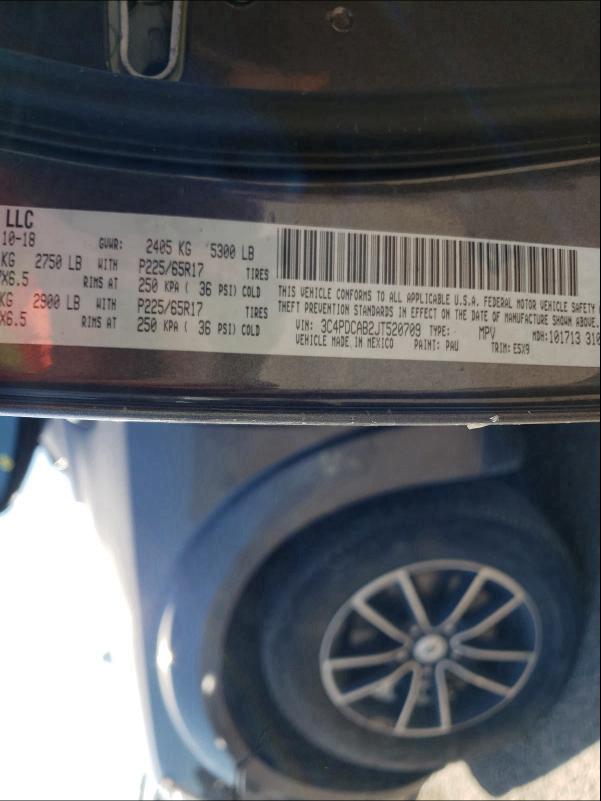 LLC
10-18 GVWR: 2405 KG 5300 LB
KG 2750 LB WITH P225/65R17 TIRES
X6.5 RIMS AT 250 KPA ( 36 PSI) COLD
KG 2900 LB WITH P225/65R17 TIRES
X6.5 RIMS AT 250 KPA ( 36 PSI) COLD
THIS VEHICLE CONFORMS TO ALL APPLICABLE U.S.A. FEDERAL MOTOR VEHICLE SAFETY
THEFT PREVENTION STANDARDS IN EFFECT ON THE DATE OF MANUFACTURE SHOWN ABOVE.
VIN: 3C4PDCAB2JT520709 TYPE: MPV MDH: 101713 310
VEHICLE MADE IN MEXICO PAINT: PAU TRIM: E5X9